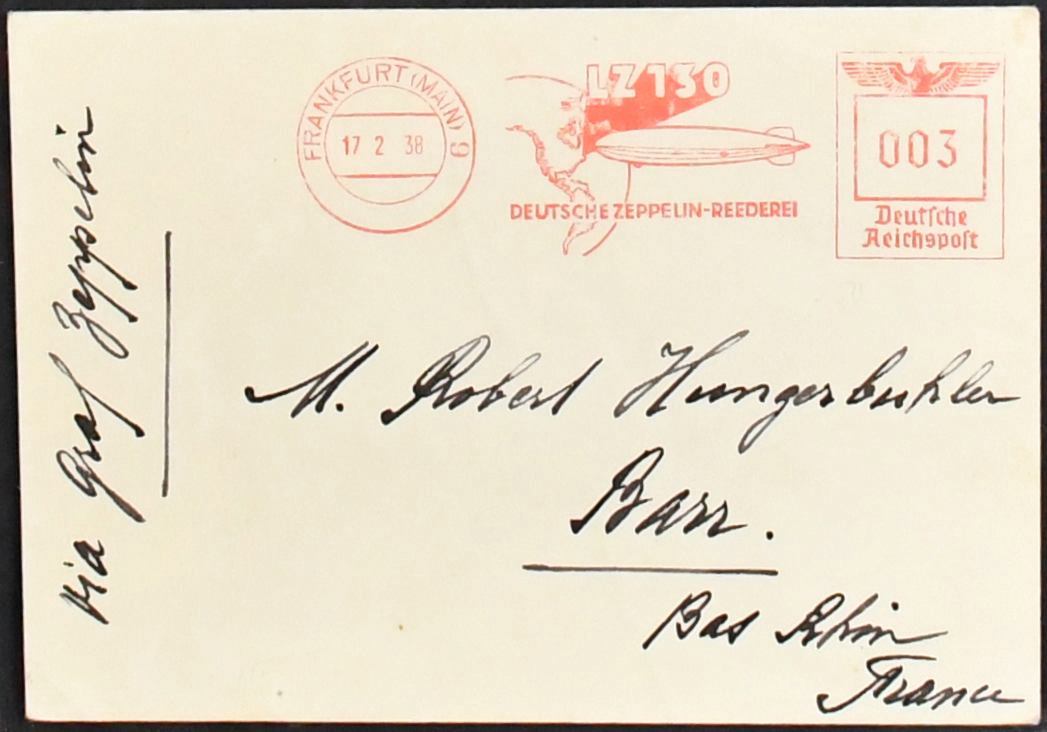 FRANKFURT (MAIN) 9
17 2 38
LZ 130
DEUTSCHE ZEPPELIN-REEDEREI
003
Deutsche
Reichspost
via Graf Zeppelin
M. Robert Hungerbuhler
Barr.
Bas Rhin
France